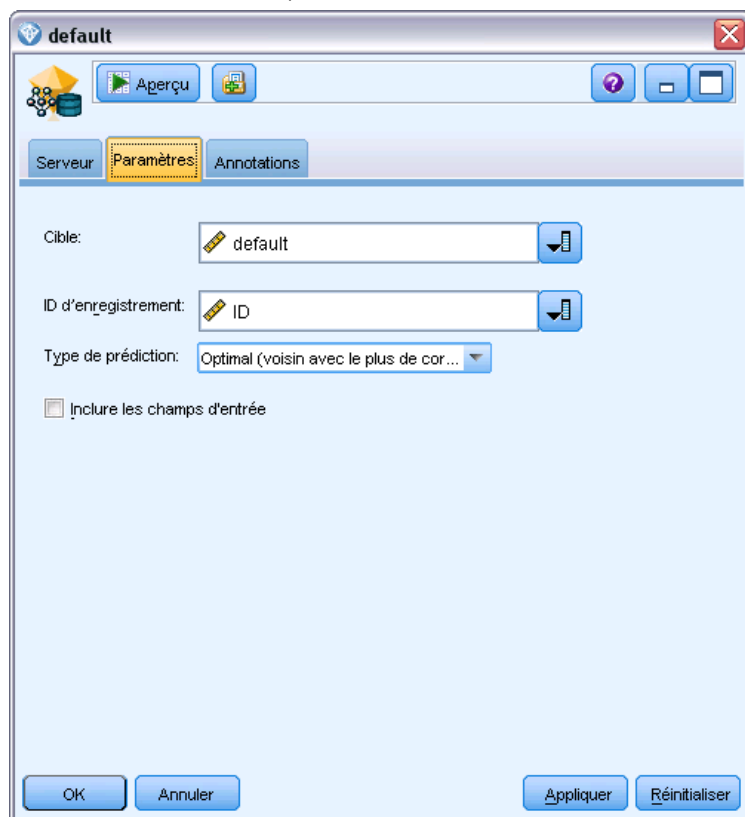 default
Aperçu
Serveur Paramètres Annotations
Cible: default
ID d'enregistrement: ID
Type de prédiction: Optimal (voisin avec le plus de cor...
Inclure les champs d'entrée
OK Annuler Appliquer Réinitialiser